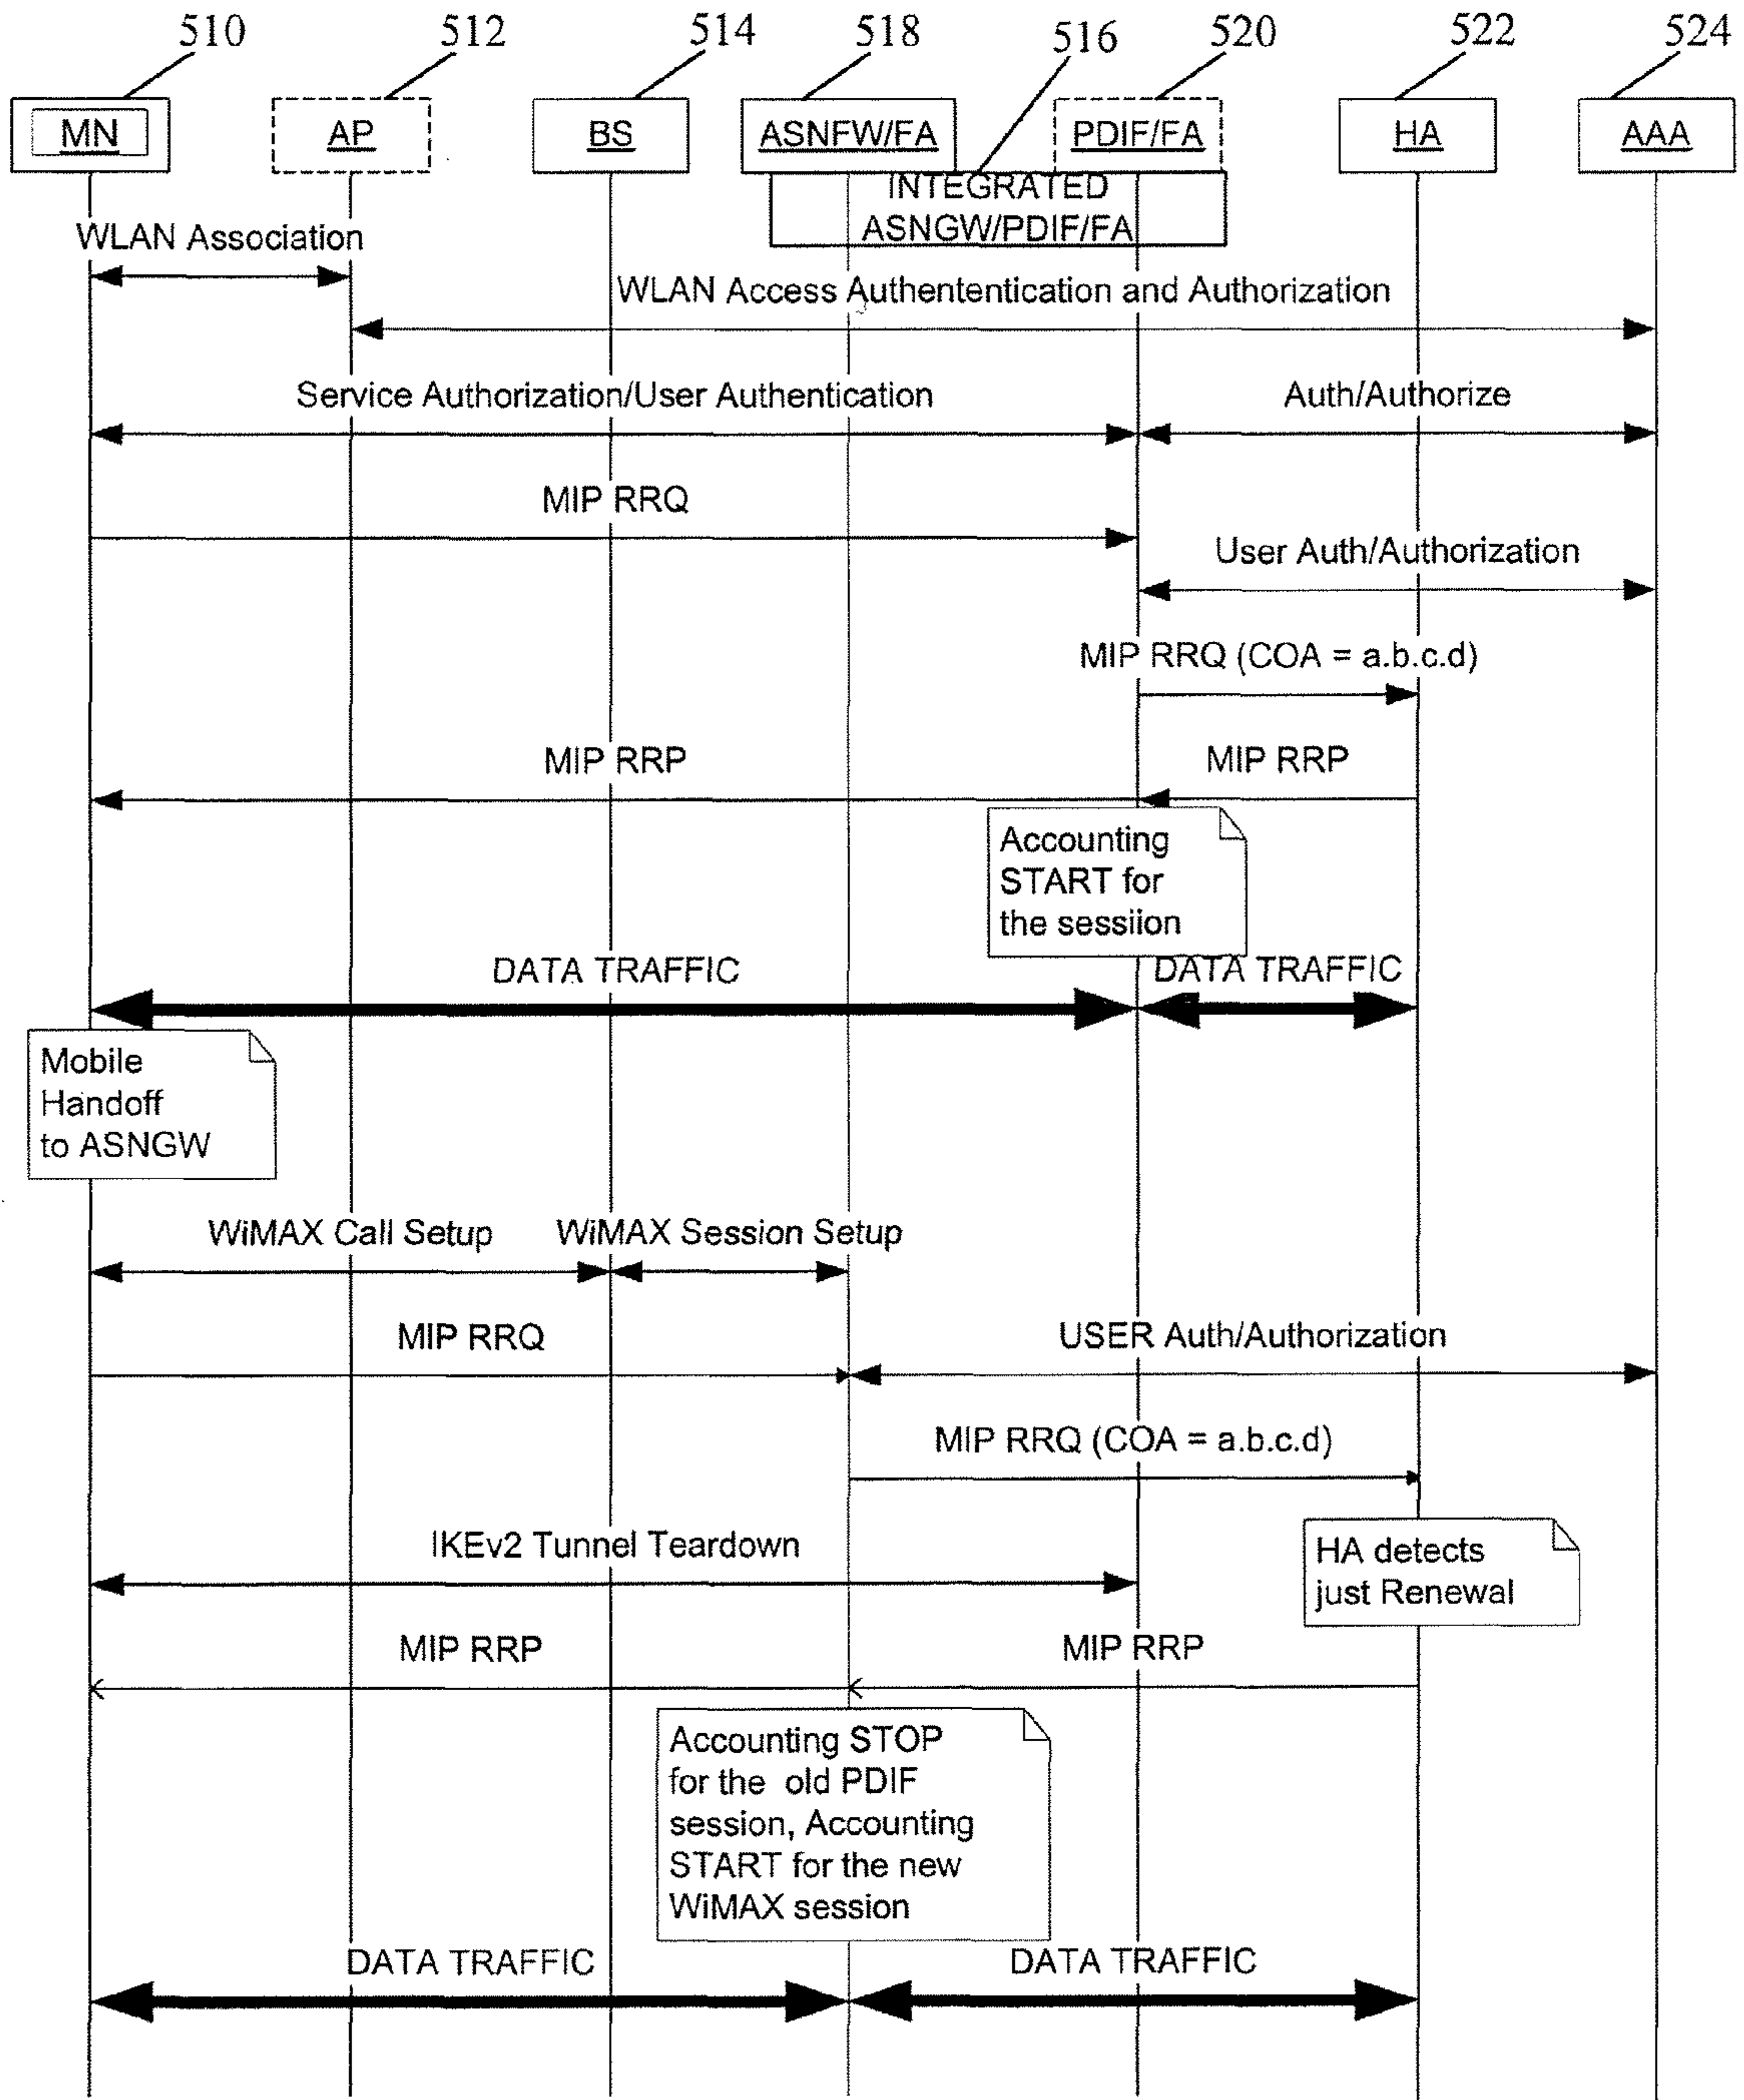 510 512 514 518 516 520 522 524
MN AP BS ASNFW/FA PDIF/FA HA AAA
INTEGRATED
ASNGW/PDIF/FA
WLAN Association
WLAN Access Authententication and Authorization
Service Authorization/User Authentication Auth/Authorize
MIP RRQ
User Auth/Authorization
MIP RRQ (COA = a.b.c.d)
MIP RRP MIP RRP
Accounting
START for
the sessiion
DATA TRAFFIC DATA TRAFFIC
Mobile
Handoff
to ASNGW
WiMAX Call Setup WiMAX Session Setup
MIP RRQ USER Auth/Authorization
MIP RRQ (COA = a.b.c.d)
IKEv2 Tunnel Teardown
HA detects
just Renewal
MIP RRP MIP RRP
Accounting STOP
for the old PDIF
session, Accounting
START for the new
WiMAX session
DATA TRAFFIC DATA TRAFFIC